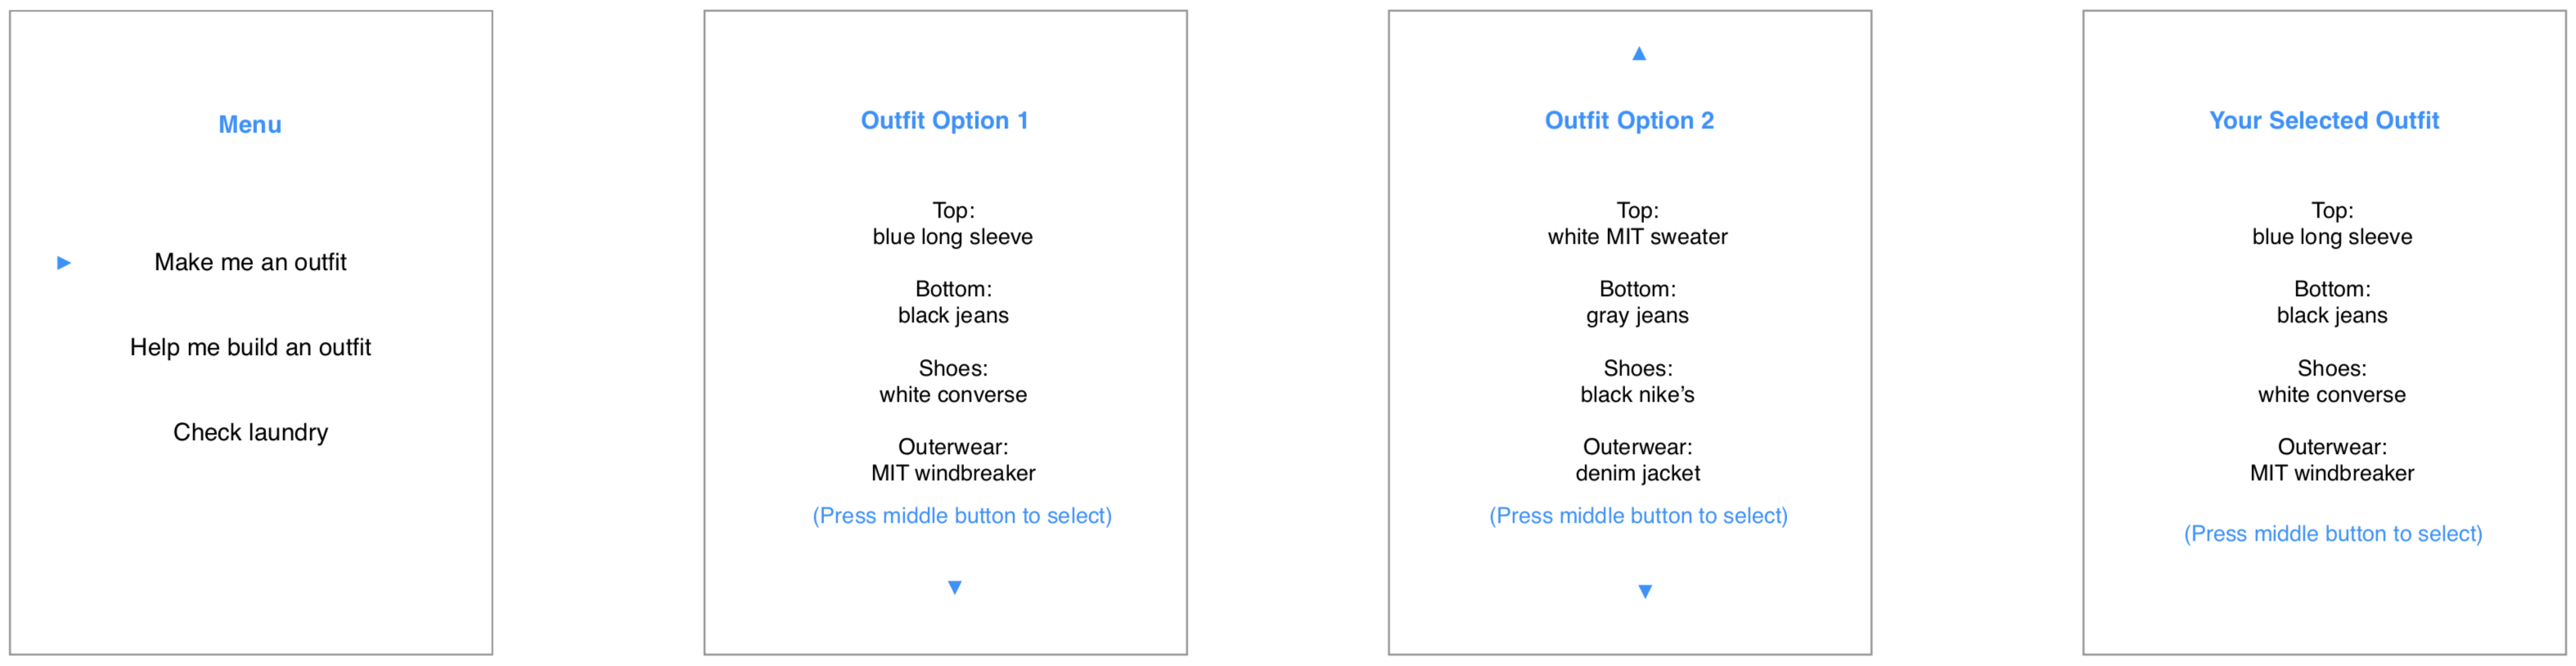 Menu
Make me an outfit
Help me build an outfit
Check laundry
Outfit Option 1
Top:
blue long sleeve
Bottom:
black jeans
Shoes:
white converse
Outerwear:
MIT windbreaker
(Press middle button to select)
Outfit Option 2
Top:
white MIT sweater
Bottom:
gray jeans
Shoes:
black nike’s
Outerwear:
denim jacket
(Press middle button to select)
Your Selected Outfit
Top:
blue long sleeve
Bottom:
black jeans
Shoes:
white converse
Outerwear:
MIT windbreaker
(Press middle button to select)